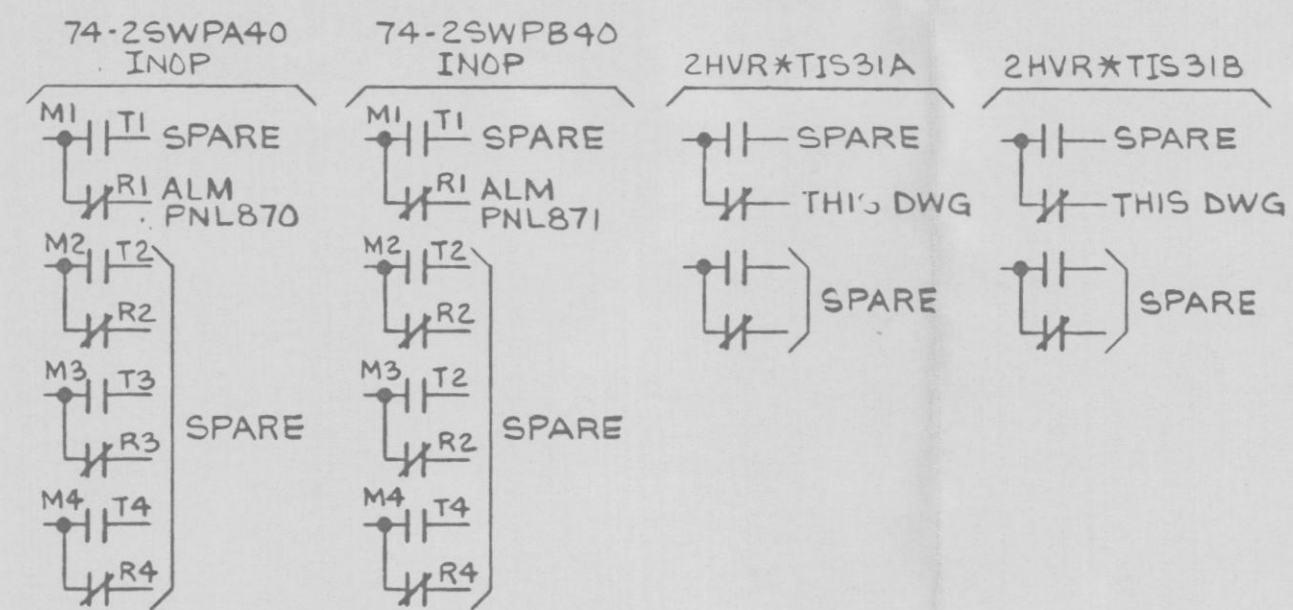 74-2SWPA40
INOP
M1 T1 SPARE
R1 ALM
PNL870
M2 T2
R2
M3 T3
R3
SPARE
M4 T4
R4
74-2SWPB40
INOP
M1 T1 SPARE
R1 ALM
PNL871
M2 T2
R2
M3 T2
R2
SPARE
M4 T4
R4
2HVR*TIS31A
SPARE
THIS DWG
SPARE
2HVR*TIS31B
SPARE
THIS DWG
SPARE